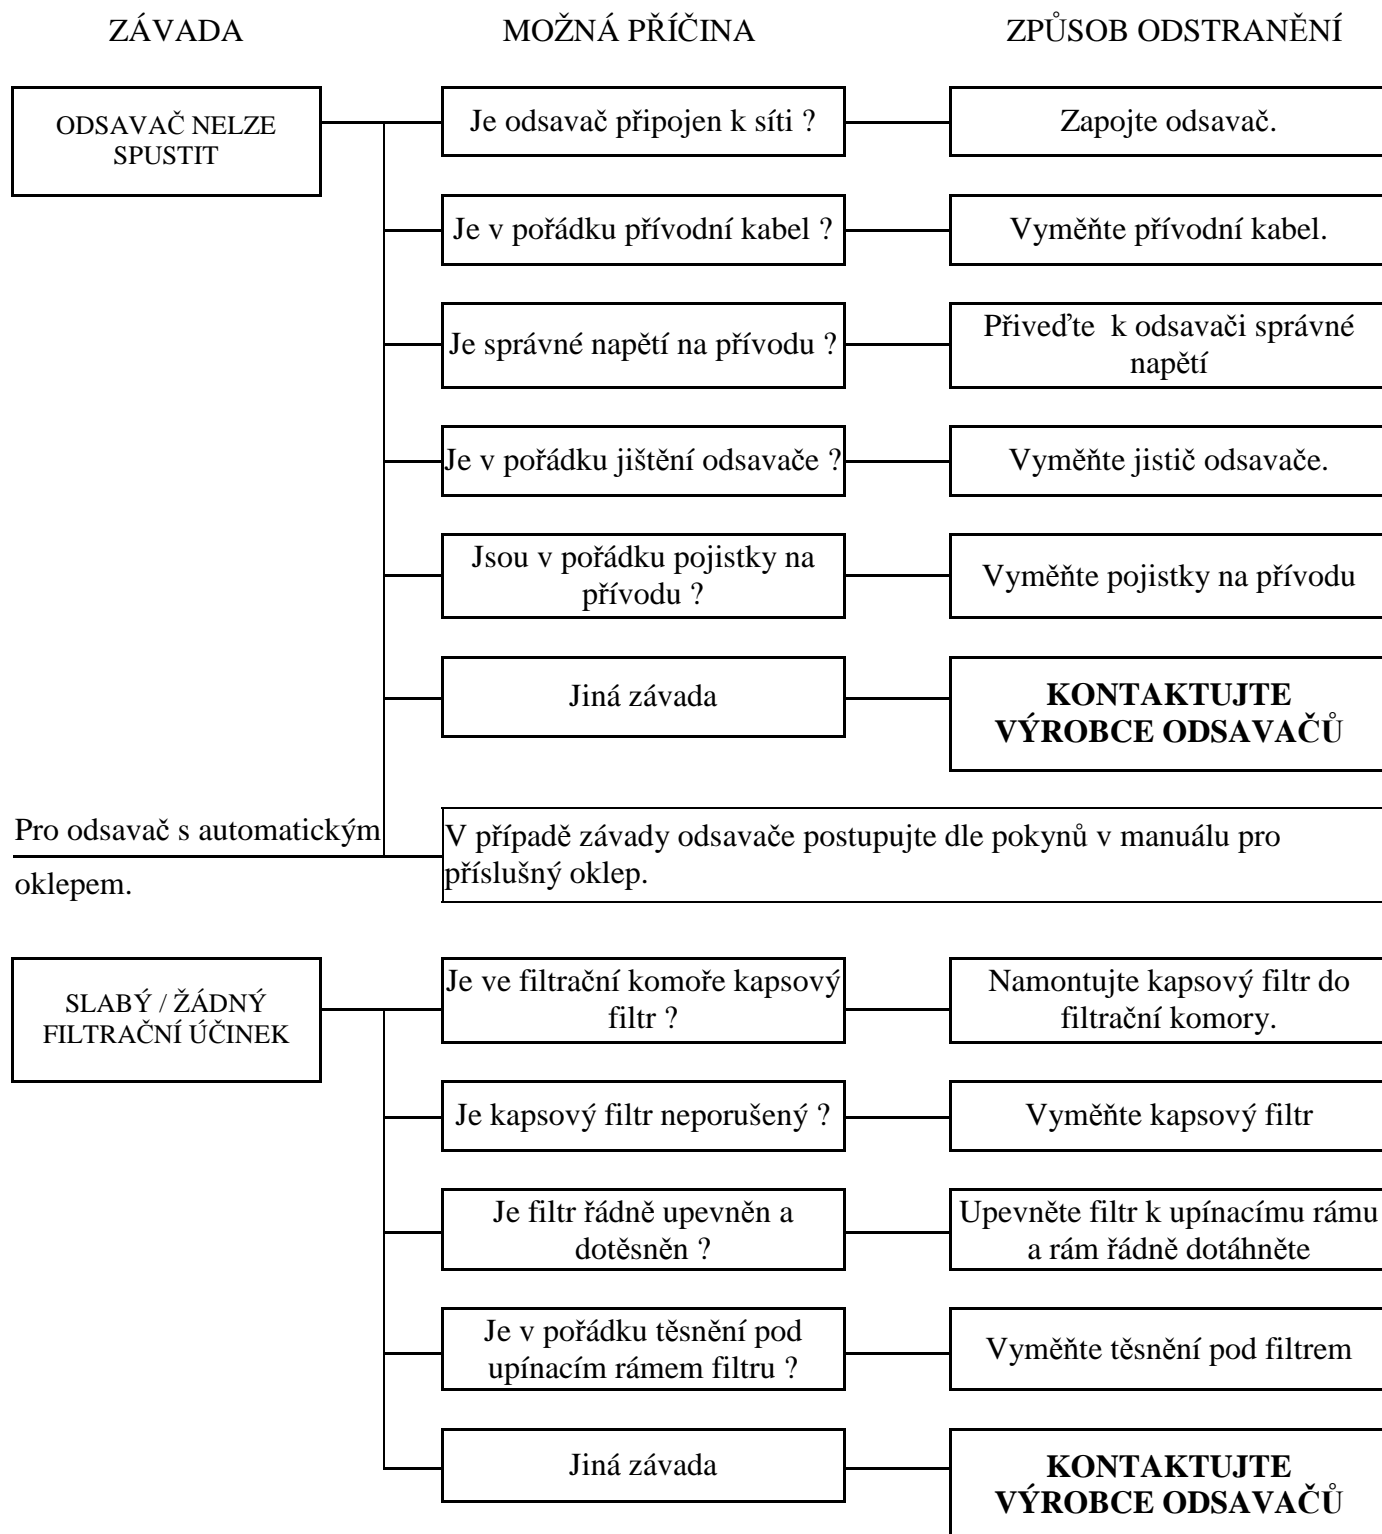 ZÁVADA
MOŽNÁ PŘÍČINA
ZPŮSOB ODSTRANĚNÍ
ODSAVAČ NELZE
SPUSTIT
Je odsavač připojen k síti ?
Zapojte odsavač.
Je v pořádku přívodní kabel ?
Vyměňte přívodní kabel.
Je správné napětí na přívodu ?
Přiveďte k odsavači správné
napětí
Je v pořádku jištění odsavače ?
Vyměňte jistič odsavače.
Jsou v pořádku pojistky na
přívodu ?
Vyměňte pojistky na přívodu
Jiná závada
KONTAKTUJTE
VÝROBCE ODSAVAČŮ
Pro odsavač s automatickým
oklepem.
V případě závady odsavače postupujte dle pokynů v manuálu pro
příslušný oklep.
SLABÝ / ŽÁDNÝ
FILTRAČNÍ ÚČINEK
Je ve filtrační komoře kapsový
filtr ?
Namontujte kapsový filtr do
filtrační komory.
Je kapsový filtr neporušený ?
Vyměňte kapsový filtr
Je filtr řádně upevněn a
dotěsněn ?
Upevněte filtr k upínacímu rámu
a rám řádně dotáhněte
Je v pořádku těsnění pod
upínacím rámem filtru ?
Vyměňte těsnění pod filtrem
Jiná závada
KONTAKTUJTE
VÝROBCE ODSAVAČŮ